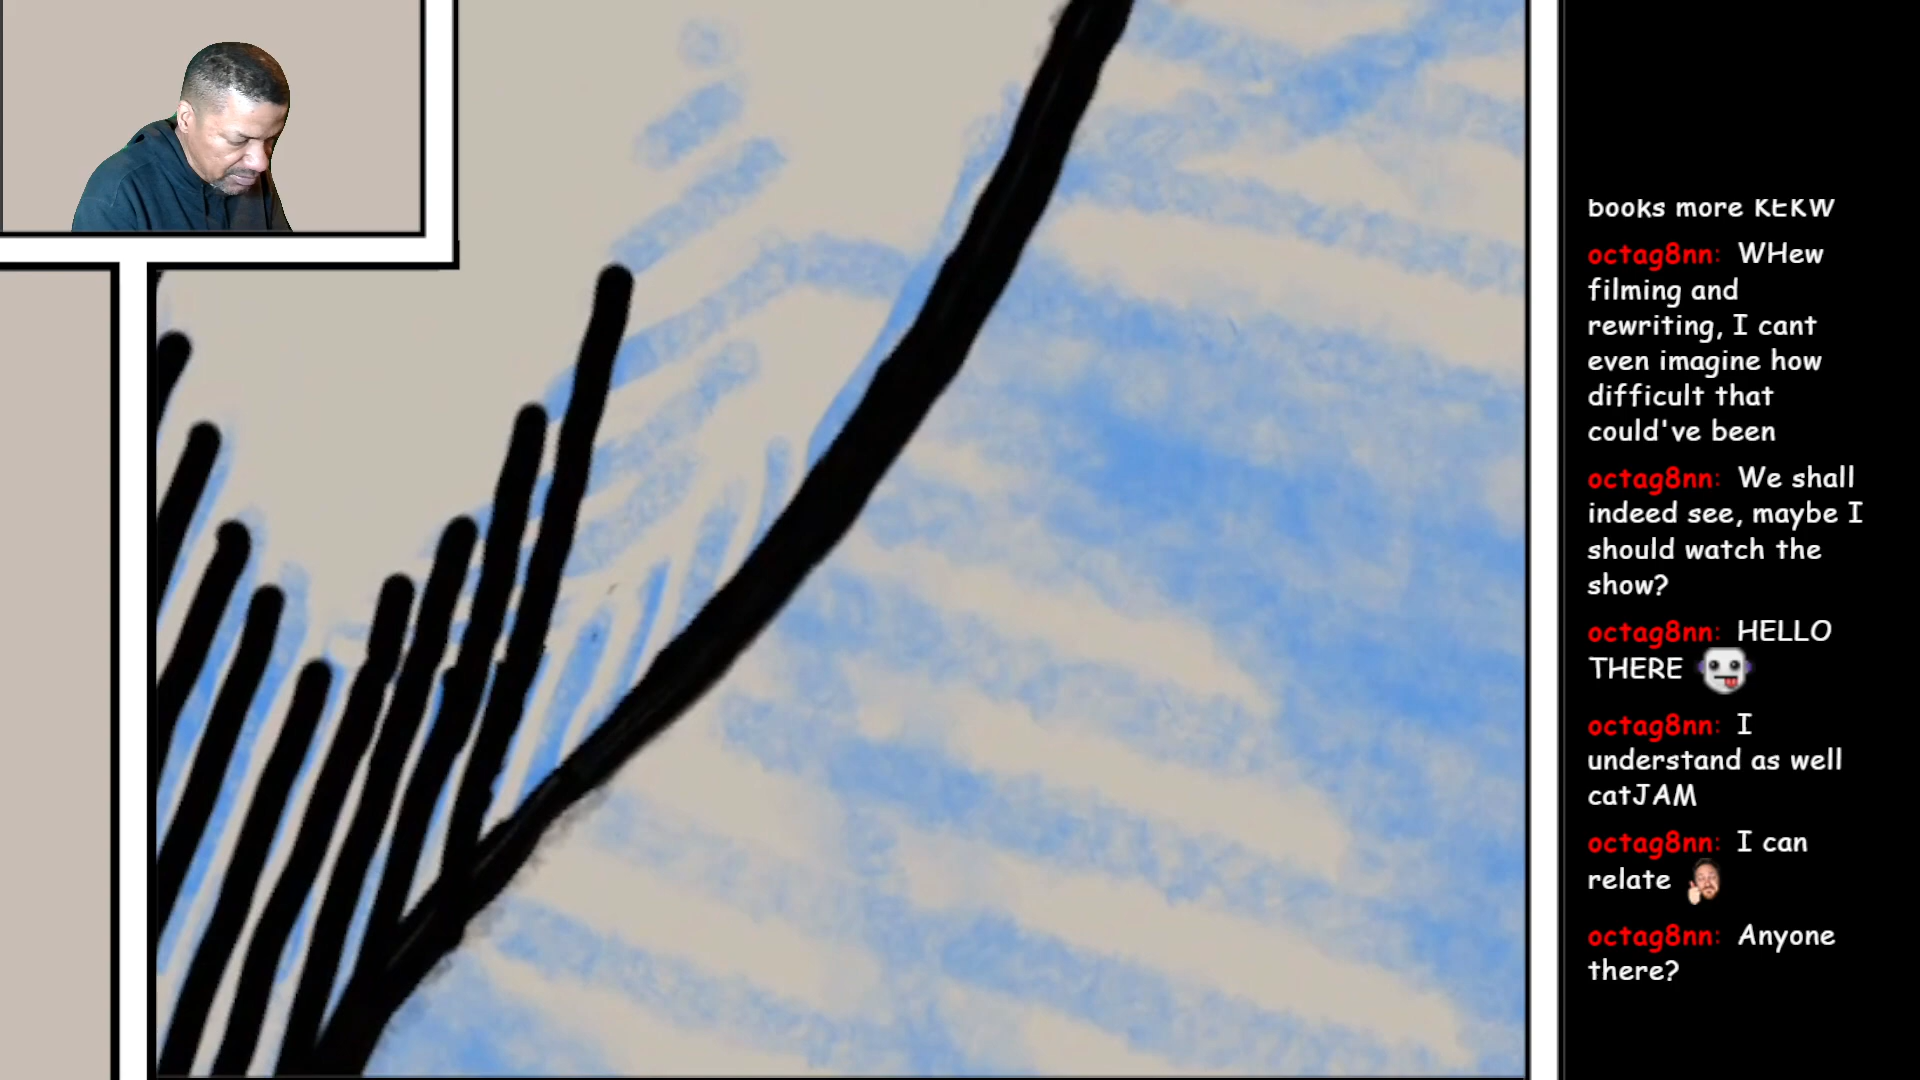 books more KEKW
octag8nn: WHew
filming and
rewriting, I cant
even imagine how
difficult that
could've been
octag8nn: We shall
indeed see, maybe I
should watch the
show?
octag8nn: HELLO
THERE
octag8nn: I
understand as well
catJAM
octag8nn: I can
relate
octag8nn: Anyone
there?